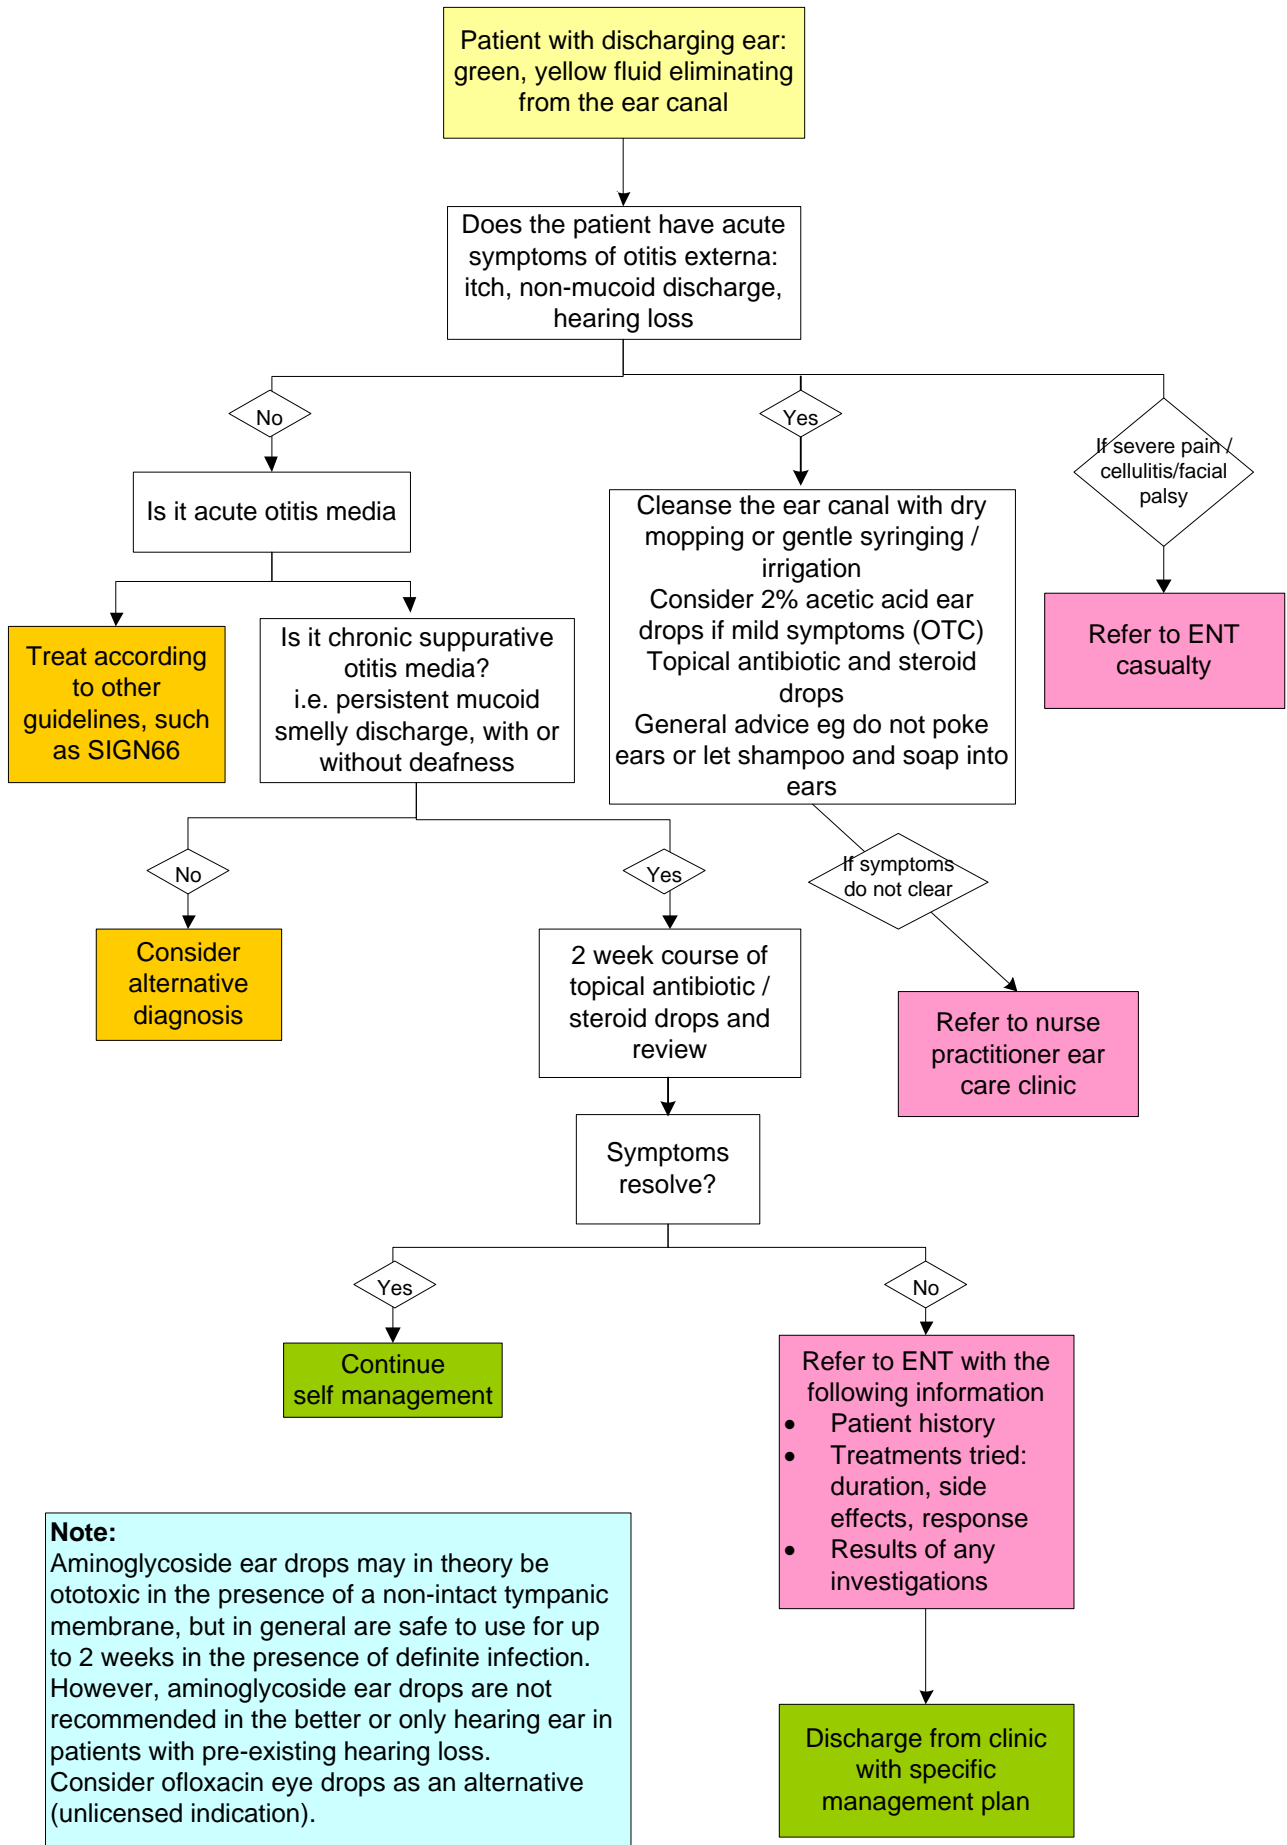 Patient with discharging ear:
green, yellow fluid eliminating
from the ear canal
Does the patient have acute
symptoms of otitis externa:
itch, non-mucoid discharge,
hearing loss
No
Yes
If severe pain /
cellulitis/facial
palsy
Is it acute otitis media
Cleanse the ear canal with dry
mopping or gentle syringing /
irrigation
Consider 2% acetic acid ear
drops if mild symptoms (OTC)
Topical antibiotic and steroid
drops
General advice eg do not poke
ears or let shampoo and soap into
ears
Refer to ENT
casualty
Treat according
to other
guidelines, such
as SIGN66
Is it chronic suppurative
otitis media?
i.e. persistent mucoid
smelly discharge, with or
without deafness
No
Yes
If symptoms
do not clear
Consider
alternative
diagnosis
2 week course of
topical antibiotic /
steroid drops and
review
Refer to nurse
practitioner ear
care clinic
Symptoms
resolve?
Yes
No
Continue
self management
Refer to ENT with the
following information
• Patient history
• Treatments tried:
duration, side
effects, response
• Results of any
investigations
Note:
Aminoglycoside ear drops may in theory be
ototoxic in the presence of a non-intact tympanic
membrane, but in general are safe to use for up
to 2 weeks in the presence of definite infection.
However, aminoglycoside ear drops are not
recommended in the better or only hearing ear in
patients with pre-existing hearing loss.
Consider ofloxacin eye drops as an alternative
(unlicensed indication).
Discharge from clinic
with specific
management plan